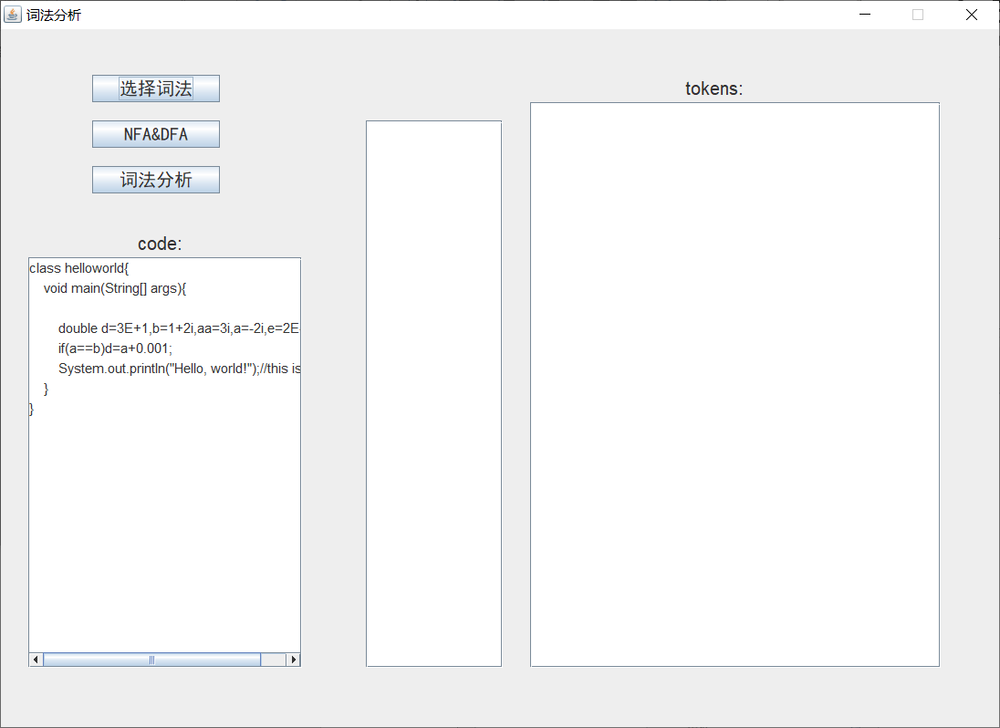 词法分析
选择词法
tokens:
NFA&DFA
词法分析
code:
class helloworld{
void main(String[] args){
double d=3E+1,b=1+2i,aa=3i,a=-2i,e=2E
if(a==b)d=a+0.001;
System.out.println("Hello, world!");//this is
}
}